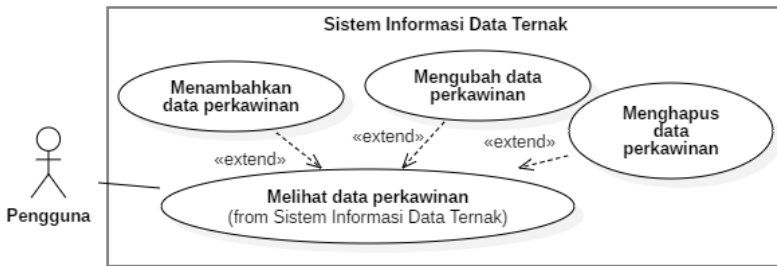 Sistem Informasi Data Ternak
Menambahkan
data perkawinan
Mengubah data
perkawinan
Menghapus
data
perkawinan
«extend»
«extend»
«extend»
Pengguna
Melihat data perkawinan
(from Sistem Informasi Data Ternak)